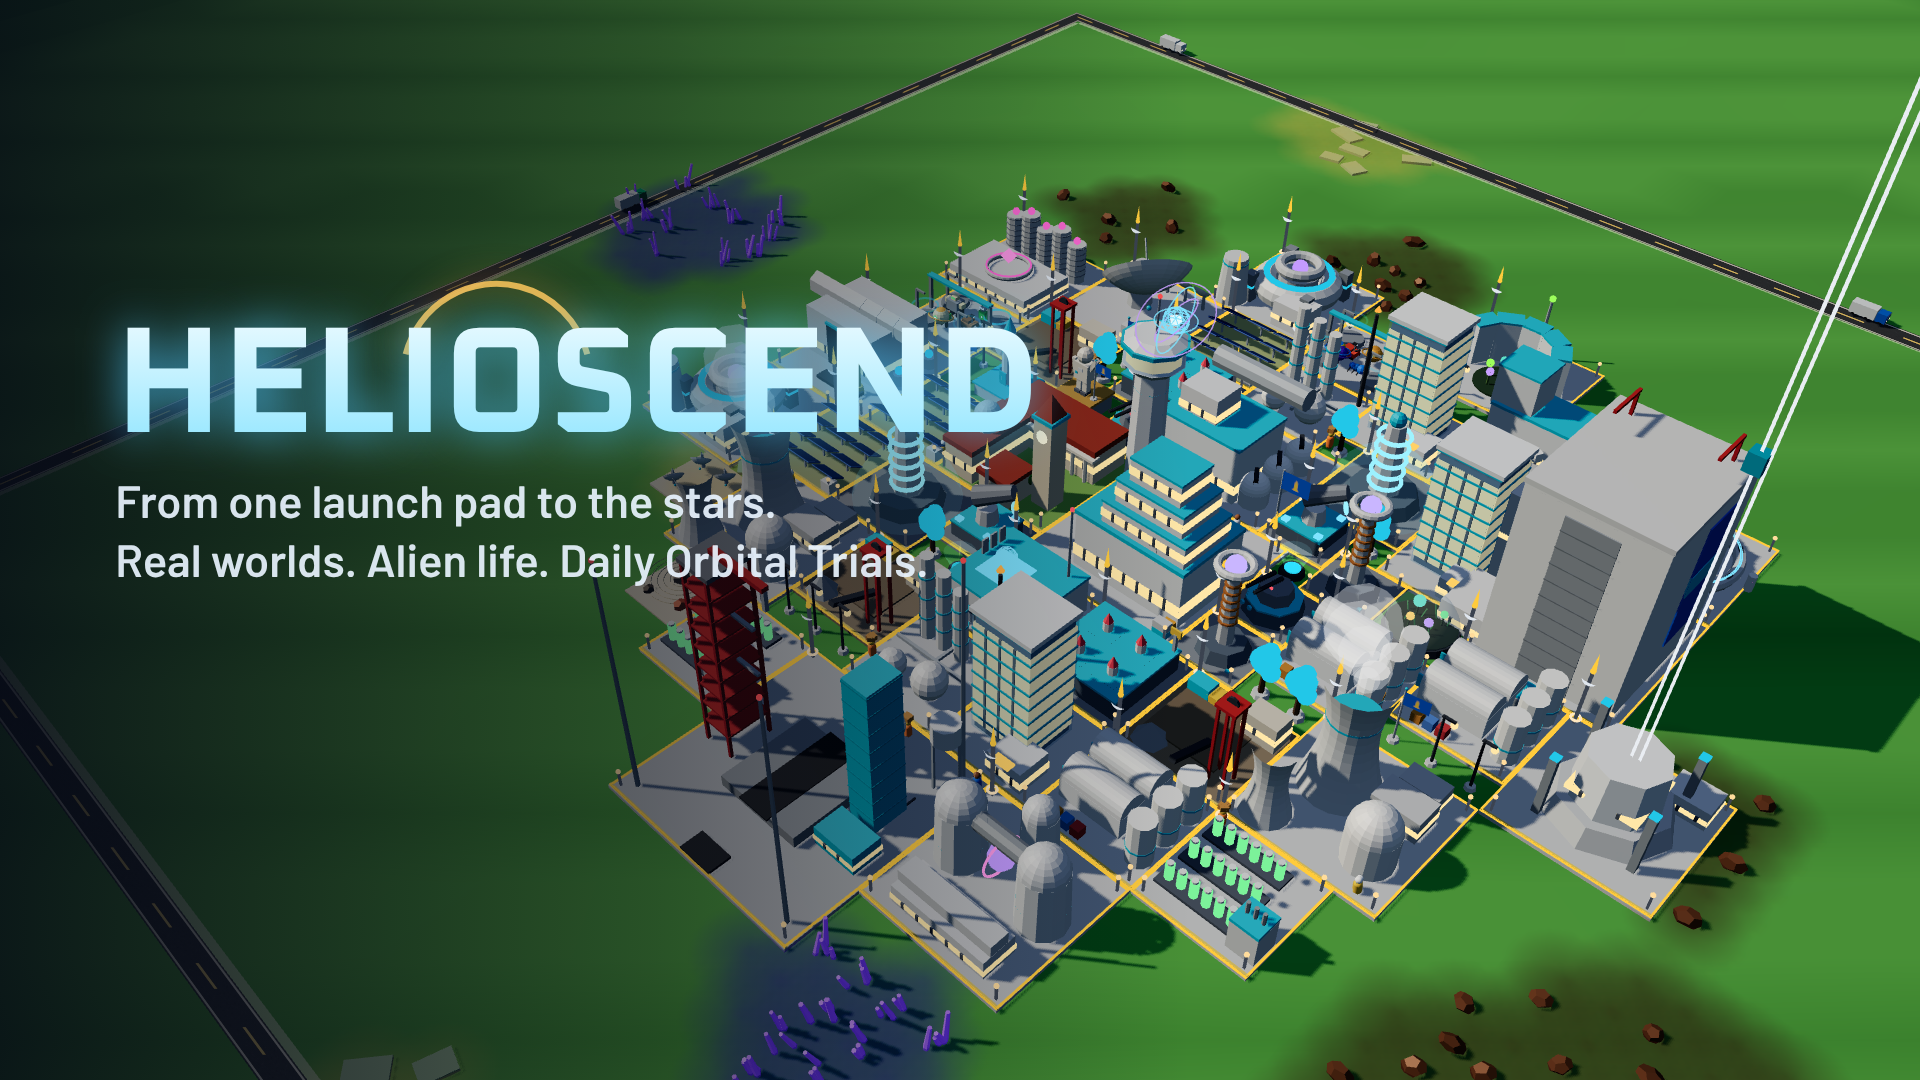 HELIOSCEND
From one launch pad to the stars.
Real worlds. Alien life. Daily Orbital Trials.